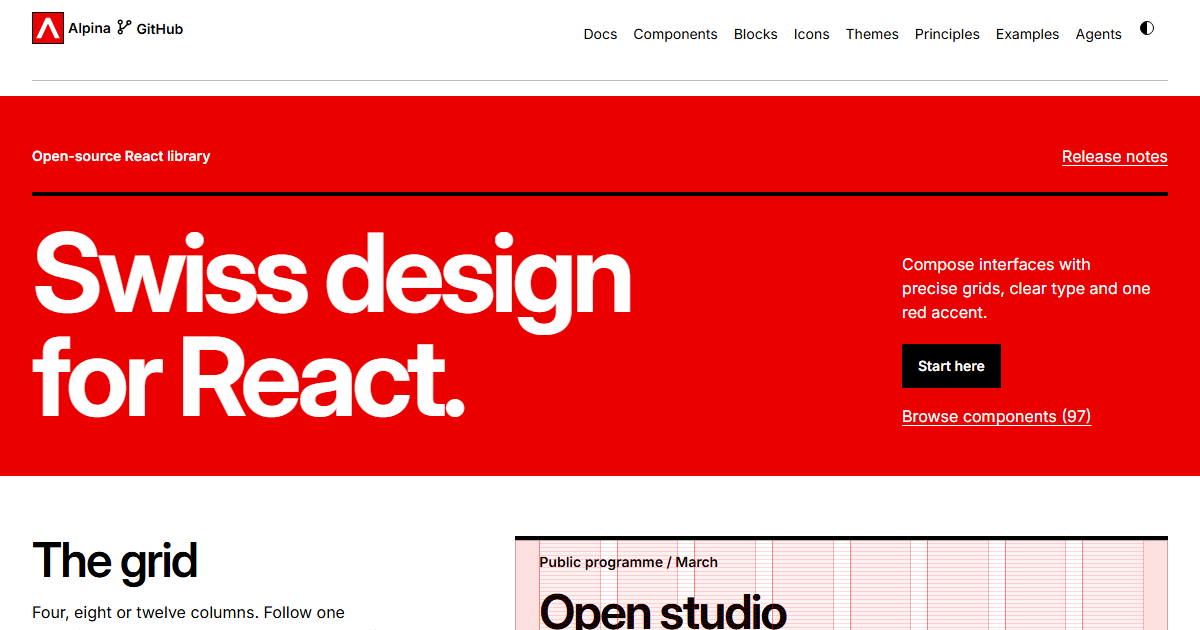 Alpina GitHub
Docs Components Blocks Icons Themes Principles Examples Agents
Open-source React library
Release notes
Swiss design
for React.
Compose interfaces with
precise grids, clear type and one
red accent.
Start here
Browse components (97)
The grid
Four, eight or twelve columns. Follow one
Public programme / March
Open studio